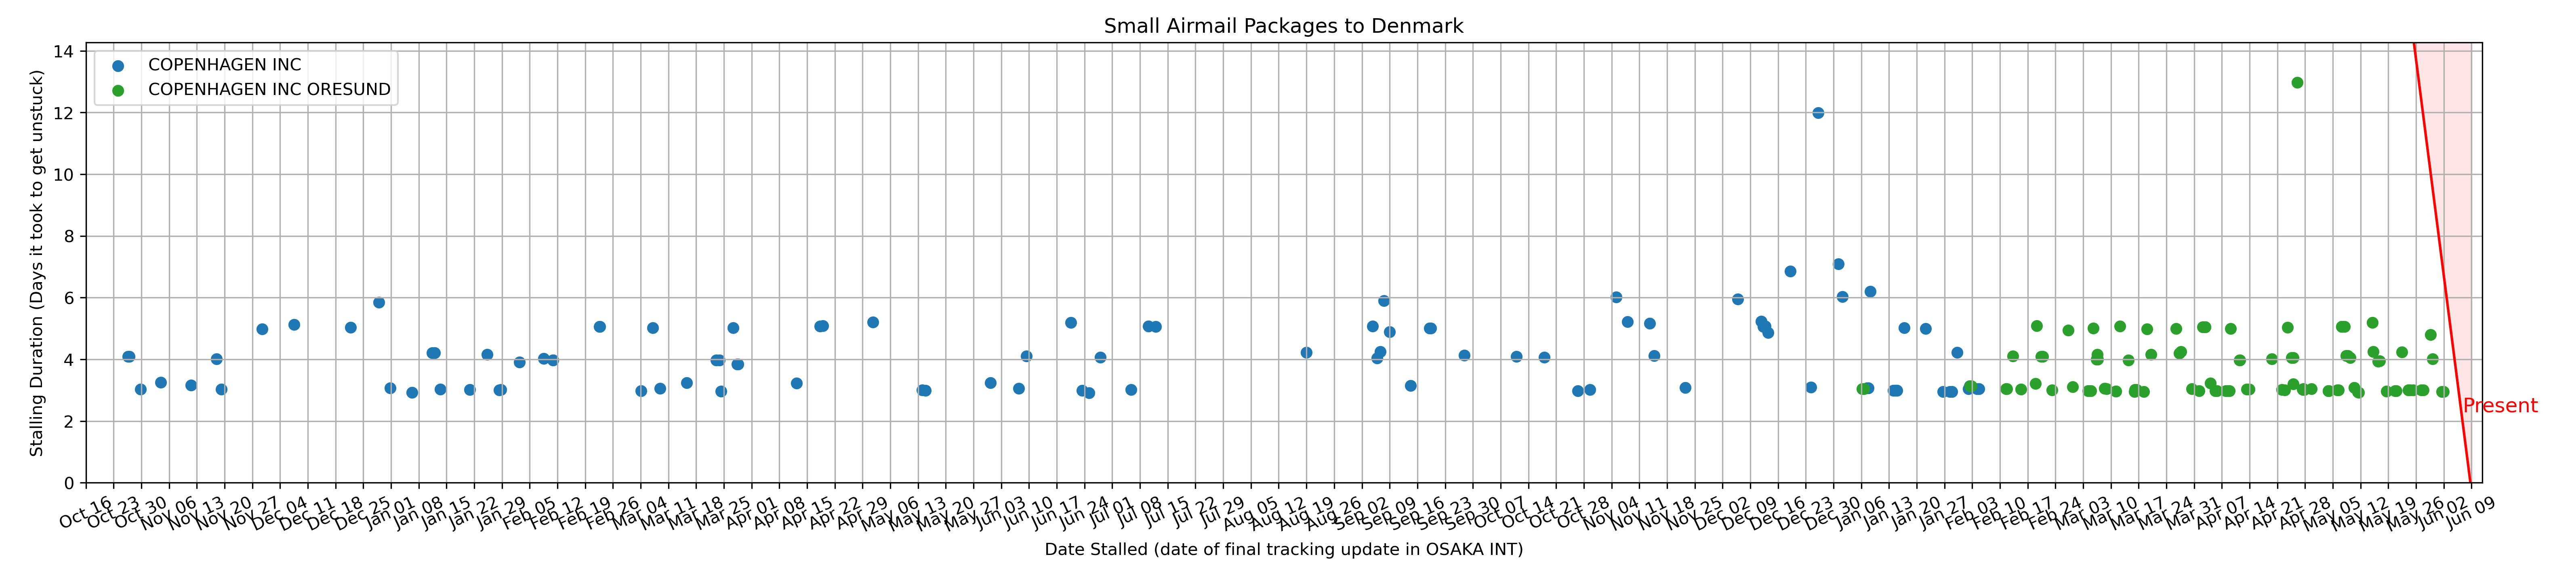 Small Airmail Packages to Denmark
COPENHAGEN INC
COPENHAGEN INC ORESUND
Stalling Duration (Days it took to get unstuck)
14
12
10
8
6
4
2
0
Present
Oct 16
Oct 23
Oct 30
Nov 06
Nov 13
Nov 20
Nov 27
Dec 04
Dec 11
Dec 18
Dec 25
Jan 01
Jan 08
Jan 15
Jan 22
Jan 29
Feb 05
Feb 12
Feb 19
Feb 26
Mar 04
Mar 11
Mar 18
Mar 25
Apr 01
Apr 08
Apr 15
Apr 22
Apr 29
May 06
May 13
May 20
May 27
Jun 03
Jun 10
Jun 17
Jun 24
Jul 01
Jul 08
Jul 15
Jul 22
Jul 29
Aug 05
Aug 12
Aug 19
Aug 26
Sep 02
Sep 09
Sep 16
Sep 23
Sep 30
Oct 07
Oct 14
Oct 21
Oct 28
Nov 04
Nov 11
Nov 18
Nov 25
Dec 02
Dec 09
Dec 16
Dec 23
Dec 30
Jan 06
Jan 13
Jan 20
Jan 27
Feb 03
Feb 10
Feb 17
Feb 24
Mar 03
Mar 10
Mar 17
Mar 24
Mar 31
Apr 07
Apr 14
Apr 21
Apr 28
May 05
May 12
May 19
May 26
Jun 02
Jun 09
Date Stalled (date of final tracking update in OSAKA INT)